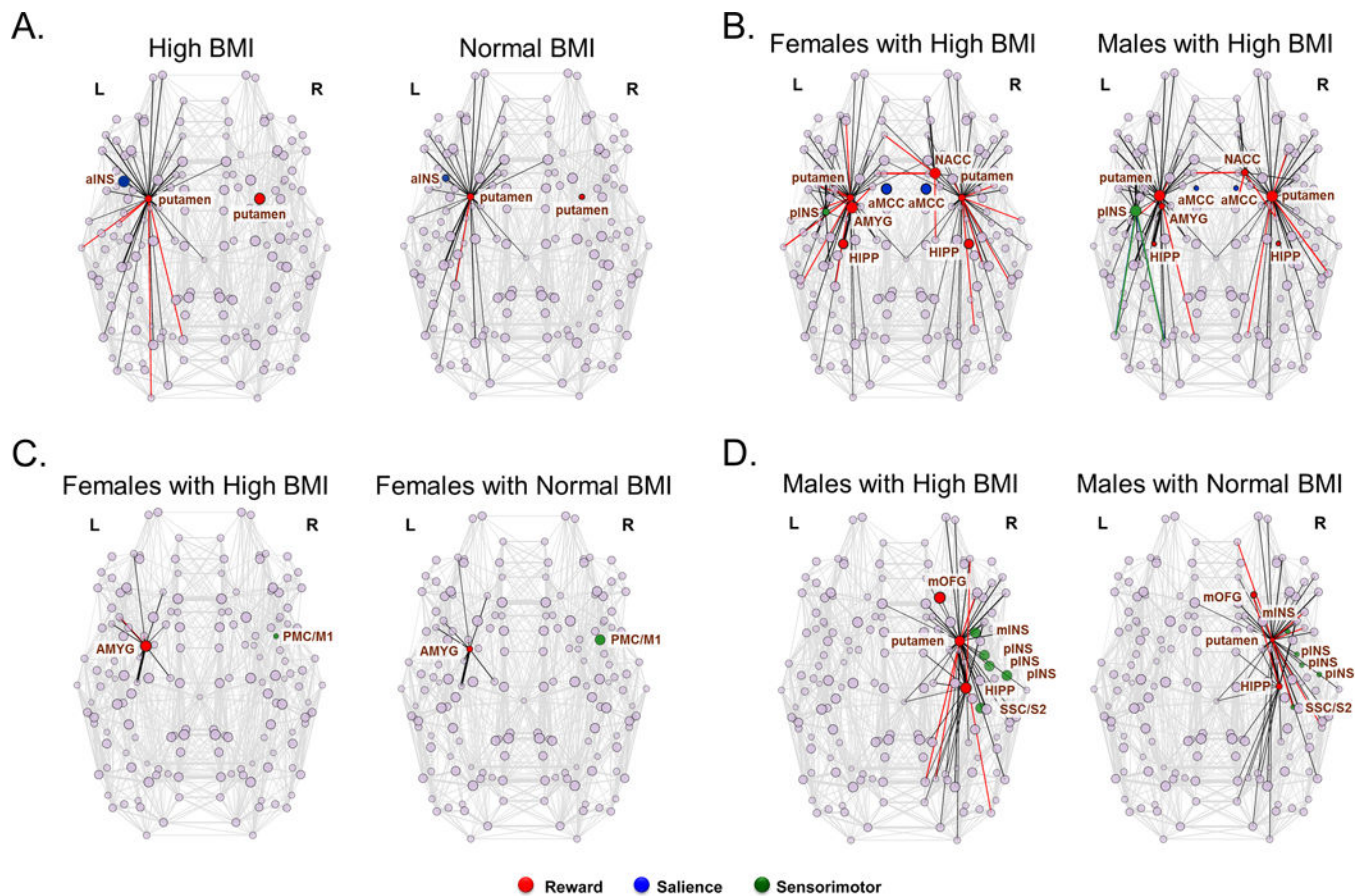 A.
High BMI
Normal BMI
L
R
L
aINS
putamen
putamen
aINS
putamen
putamen
B.
Females with High BMI
Males with High BMI
L
R
NACC
putamen
putamen
pINS
aMCC
aMCC
AMYG
HIPP
HIPP
L
R
NACC
putamen
putamen
aMCC
aMCC
pINS
AMYG
HIPP
HIPP
C.
Females with High BMI
Females with Normal BMI
L
R
L
R
AMYG
PMC/M1
AMYG
PMC/M1
D.
Males with High BMI
Males with Normal BMI
L
R
mOFG
putamen
mINS
pINS
pINS
pINS
HIPP
SSC/S2
L
R
mOFG
mINS
putamen
pINS
pINS
pINS
HIPP
SSC/S2
Reward
Salience
Sensorimotor